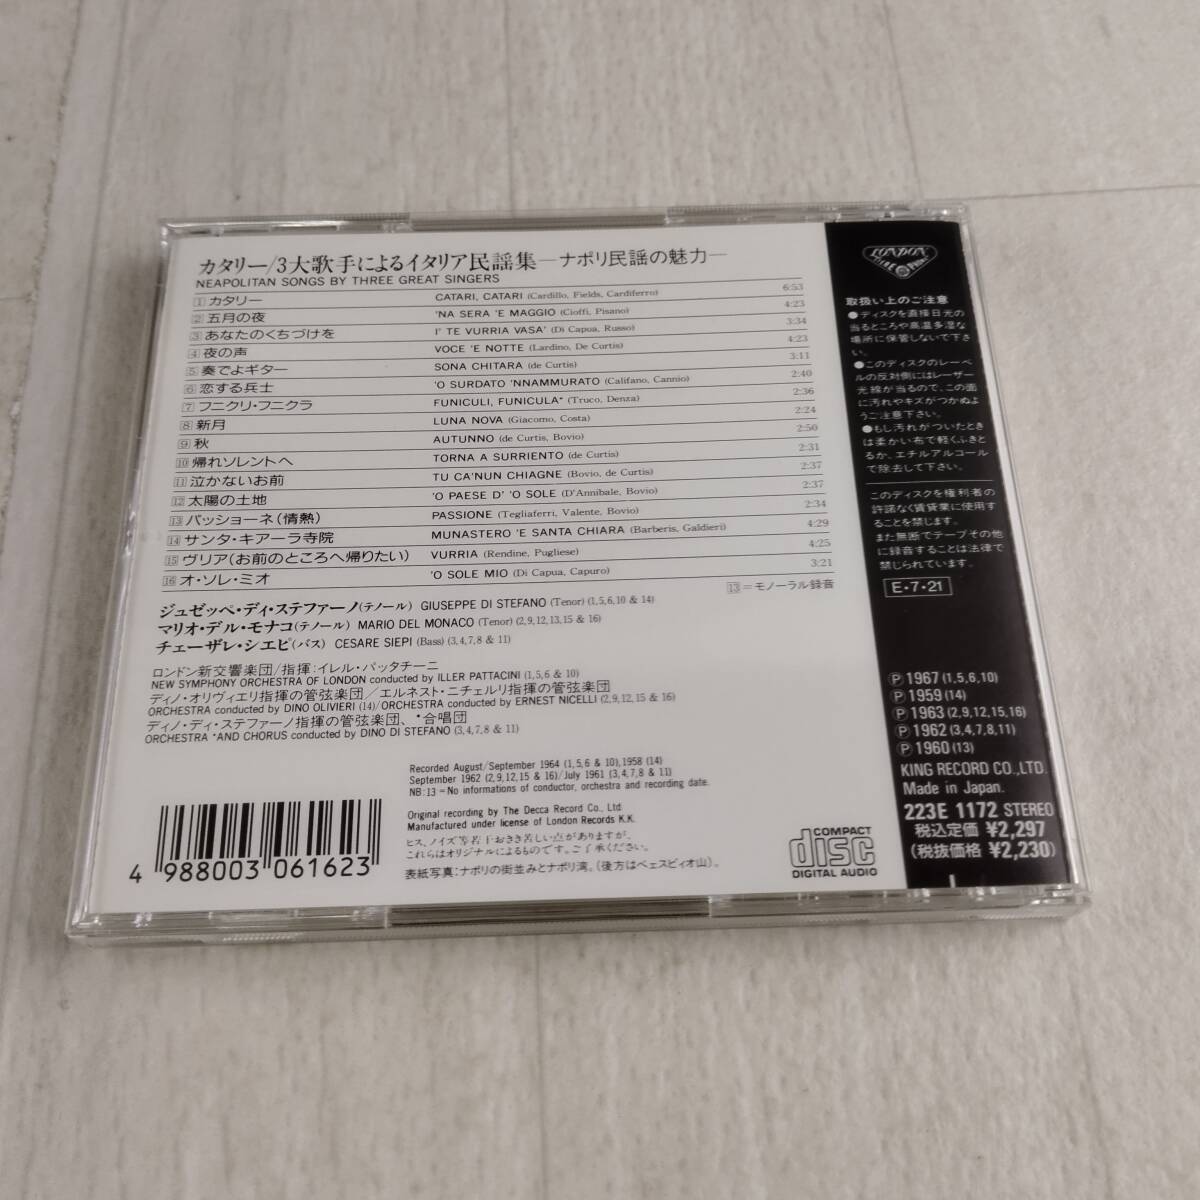 カタリー/3大歌手によるイタリア民謡集—ナポリ民謡の魅力—
NEAPOLITAN SONGS BY THREE GREAT SINGERS
1 カタリー CATARI, CATARI (Cardillo, Fields, Cardiferro) 6:53
2 五月の夜 'NA SERA 'E MAGGIO (Cioffi, Pisano) 4:23
3 あなたのくちづけを I' TE VURRIA VASA' (Di Capua, Russo) 3:34
4 夜の声 VOCE 'E NOTTE (Lardino, De Curtis) 4:23
5 奏でよギター SONA CHITARA (de Curtis) 3:11
6 恋する兵士 'O SURDATO 'NNAMMURATO (Califano, Cannio) 2:40
7 フニクリ・フニクラ FUNICULI, FUNICULA* (Truco, Denza) 2:36
8 新月 LUNA NOVA (Giacomo, Costa) 2:24
9 秋 AUTUNNO (de Curtis, Bovio) 2:50
10 帰れソレントへ TORNA A SURRIENTO (de Curtis) 2:31
11 泣かないお前 TU CA'NUN CHIAGNE (Bovio, de Curtis) 2:37
12 太陽の土地 'O PAESE D' 'O SOLE (D'Annibale, Bovio) 2:37
13 パッショーネ(情熱) PASSIONE (Tegliaferri, Valente, Bovio) 2:34
14 サンタ・キアーラ寺院 MUNASTERO 'E SANTA CHIARA (Barberis, Galdieri) 4:29
15 ヴリア(お前のところへ帰りたい) VURRIA (Rendine, Pugliese) 4:25
16 オ・ソレ・ミオ 'O SOLE MIO (Di Capua, Capuro) 3:21
13=モノーラル録音
ジュゼッペ・ディ・ステファーノ(テノール) GIUSEPPE DI STEFANO (Tenor) (1,5,6,10 & 14)
マリオ・デル・モナコ(テノール) MARIO DEL MONACO (Tenor) (2,9,12,13,15 & 16)
チェーザレ・シエピ(バス) CESARE SIEPI (Bass) (3,4,7,8 & 11)
ロンドン新交響楽団/指揮:イレル・パッタチーニ
NEW SYMPHONY ORCHESTRA OF LONDON conducted by ILLER PATTACINI (1,5,6 & 10)
ディノ・オリヴィエリ指揮の管弦楽団/エルネスト・ニチェルリ指揮の管弦楽団
ORCHESTRA conducted by DINO OLIVIERI (14)/ORCHESTRA conducted by ERNEST NICELLI (2,9,12,15 & 16)
ディノ・ディ・ステファーノ指揮の管弦楽団、*合唱団
ORCHESTRA *AND CHORUS conducted by DINO DI STEFANO (3,4,7,8 & 11)
Recorded August/September 1964 (1,5,6 & 10), 1958 (14)
September 1962 (2,9,12,15 & 16)/July 1961 (3,4,7,8 & 11)
NB:13=No informations of conductor, orchestra and recording date.
Original recording by The Decca Record Co., Ltd.
Manufactured under license of London Records K.K.
ヒス、ノイズ等若干おきき苦しい点がありますが、
これらはオリジナルによるものです。ご了承ください。
表紙写真:ナポリの街並みとナポリ湾。(後方はベェスビィオ山)。
4 988003 061623
COMPACT
disc
DIGITAL AUDIO
LONDON
取扱い上のご注意
●ディスクを直接日光の
当るところや高温多湿な
場所に保管しないで下さ
い。
●このディスクのレーベ
ルの反対側にはレーザー
光線が当るので、この面
に汚れやキズがつかぬよ
うご注意下さい。
●もし汚れがついたとき
は柔かい布で軽くふきと
るか、エチルアルコール
で除去して下さい。
このディスクを権利者の
許諾なく賃貸業に使用す
ることを禁じます。
また無断でテープその他
に録音することは法律で
禁じられています。
E・7・21
Ⓟ1967 (1,5,6,10)
Ⓟ1959 (14)
Ⓟ1963 (2,9,12,15,16)
Ⓟ1962 (3,4,7,8,11)
Ⓟ1960 (13)
KING RECORD CO.,LTD.
Made in Japan.
223E 1172 STEREO
税込定価 ¥2,297
(税抜価格 ¥2,230)